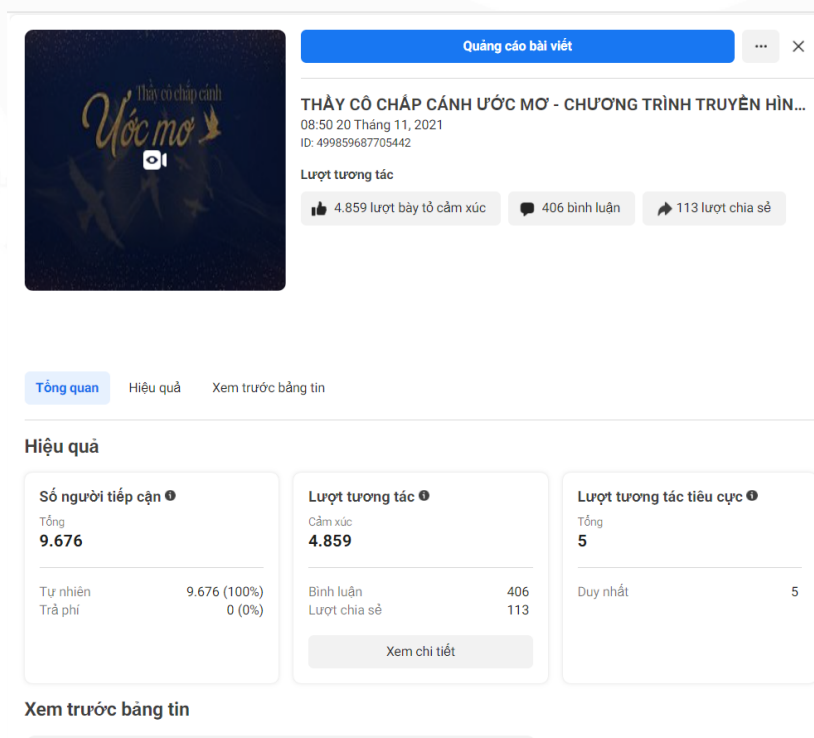 Quảng cáo bài viết
Thầy cô chắp cánh
Ước mơ
THẦY CÔ CHẮP CÁNH ƯỚC MƠ - CHƯƠNG TRÌNH TRUYỀN HÌN...
08:50 20 Tháng 11, 2021
ID: 499859687705442
Lượt tương tác
4.859 lượt bày tỏ cảm xúc
406 bình luận
113 lượt chia sẻ
Tổng quan
Hiệu quả
Xem trước bảng tin
Hiệu quả
Số người tiếp cận
Tổng
9.676
Tự nhiên 9.676 (100%)
Trả phí 0 (0%)
Lượt tương tác
Cảm xúc
4.859
Bình luận 406
Lượt chia sẻ 113
Xem chi tiết
Lượt tương tác tiêu cực
Tổng
5
Duy nhất 5
Xem trước bảng tin